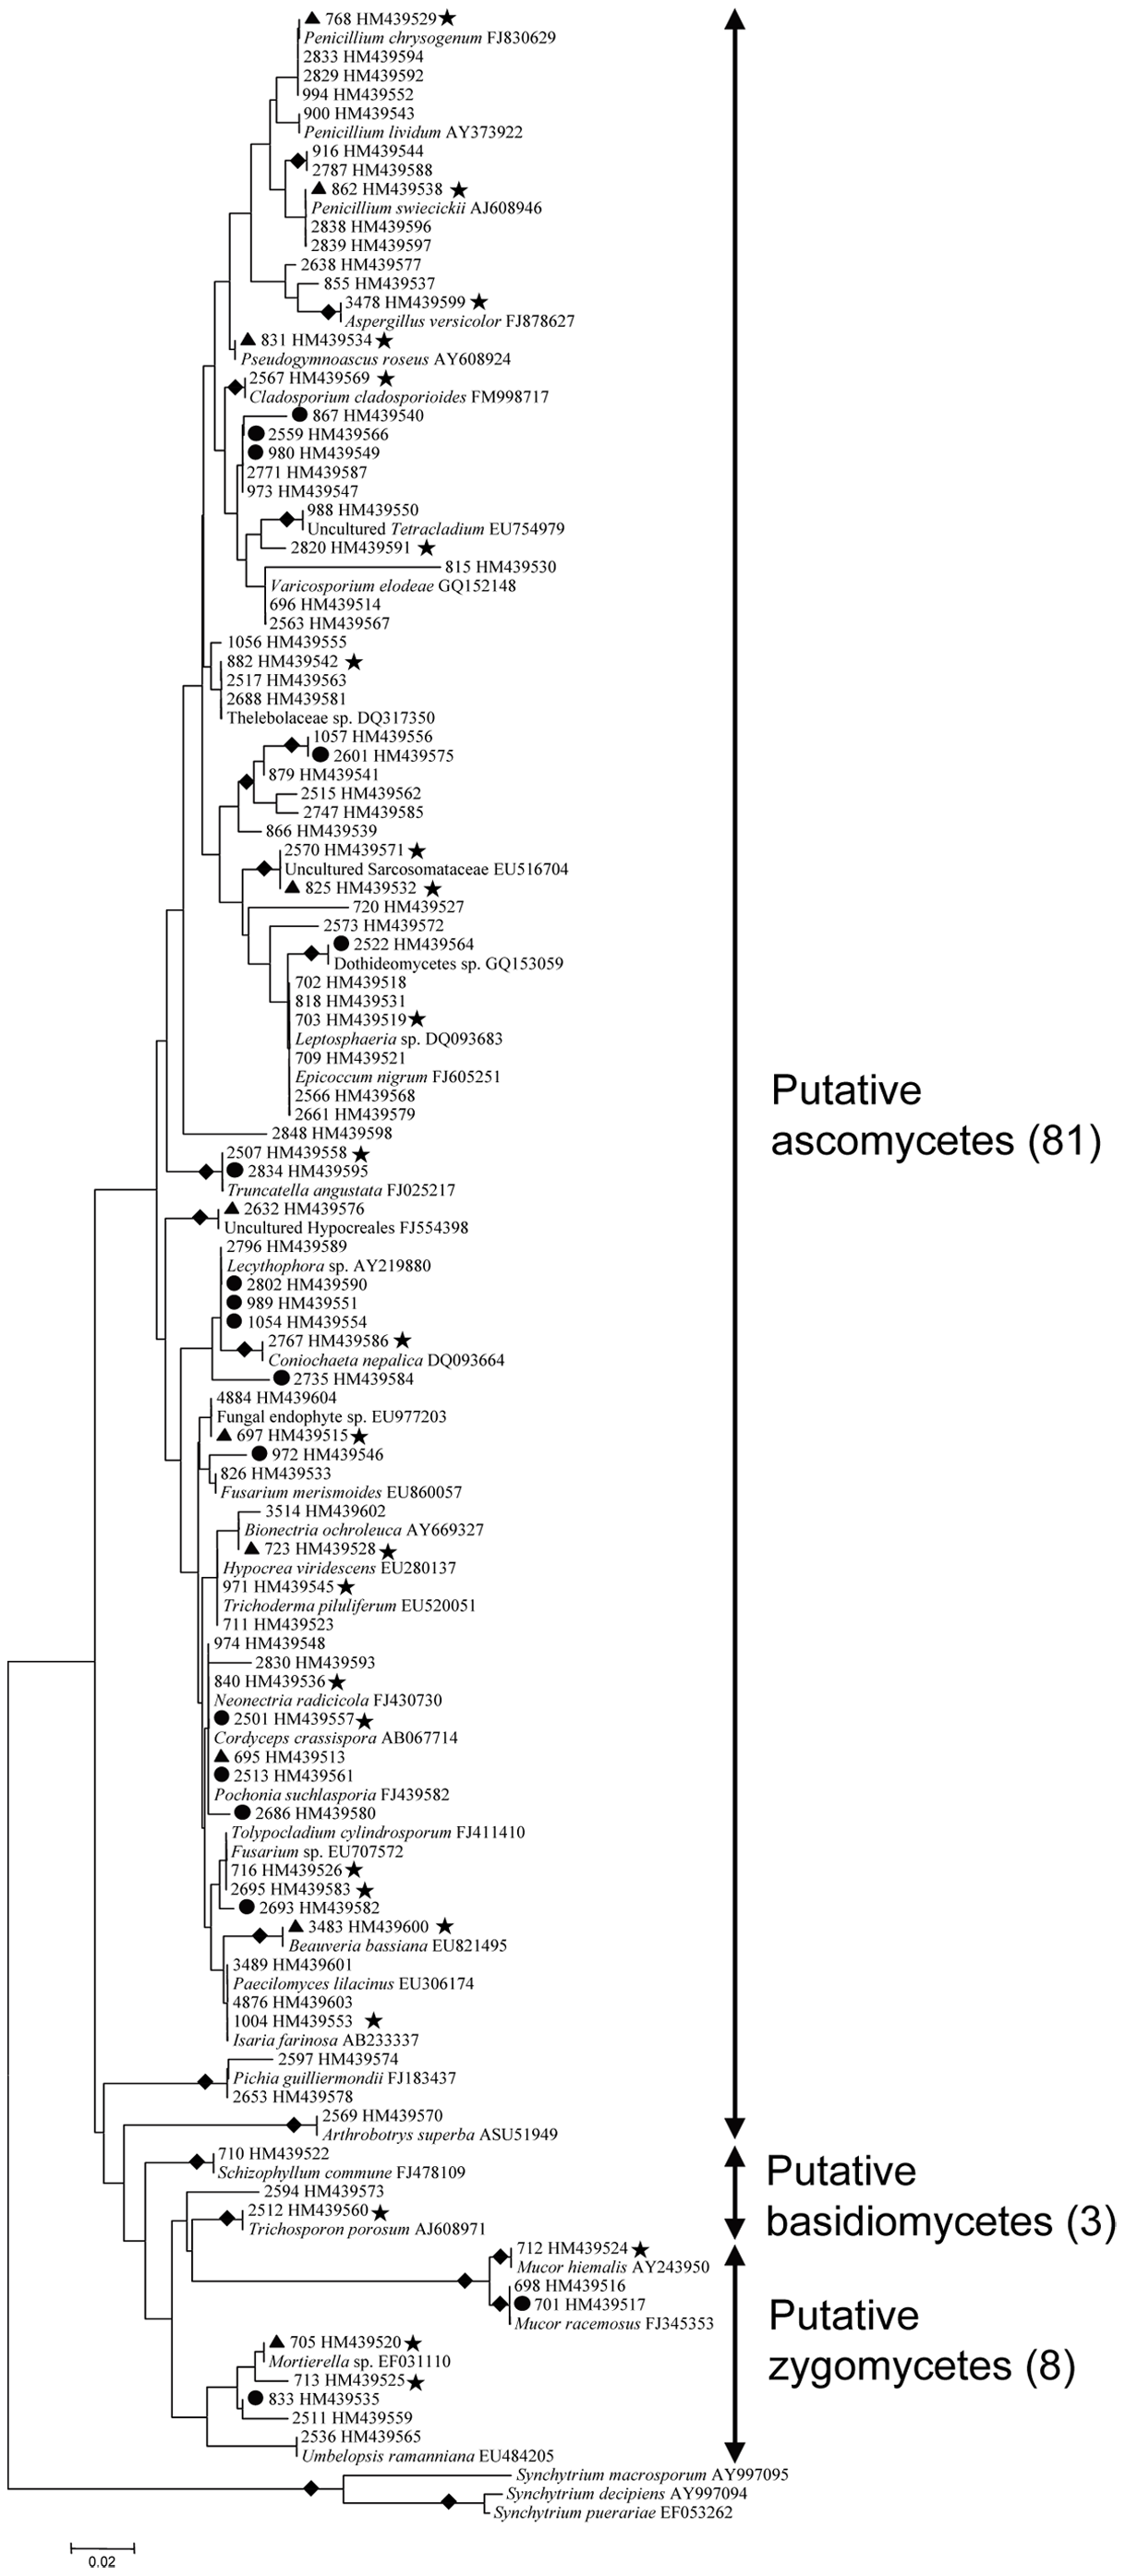 ▲ 768 HM439529 ★
Penicillium chrysogenum FJ830629
2833 HM439594
2829 HM439592
994 HM439552
900 HM439543
Penicillium lividum AY373922
916 HM439544
2787 HM439588
▲ 862 HM439538 ★
Penicillium swiecickii AJ608946
2838 HM439596
2839 HM439597
2638 HM439577
855 HM439537
3478 HM439599 ★
Aspergillus versicolor FJ878627
▲ 831 HM439534 ★
Pseudogymnoascus roseus AY608924
2567 HM439569 ★
Cladosporium cladosporioides FM998717
● 867 HM439540
● 2559 HM439566
● 980 HM439549
2771 HM439587
973 HM439547
988 HM439550
Uncultured Tetracladium EU754979
2820 HM439591 ★
815 HM439530
Varicosporium elodeae GQ152148
696 HM439514
2563 HM439567
1056 HM439555
882 HM439542 ★
2517 HM439563
2688 HM439581
Thelebolaceae sp. DQ317350
1057 HM439556
● 2601 HM439575
879 HM439541
2515 HM439562
2747 HM439585
866 HM439539
2570 HM439571 ★
Uncultured Sarcosomataceae EU516704
▲ 825 HM439532 ★
720 HM439527
2573 HM439572
● 2522 HM439564
Dothideomycetes sp. GQ153059
702 HM439518
818 HM439531
703 HM439519 ★
Leptosphaeria sp. DQ093683
709 HM439521
Epicoccum nigrum FJ605251
2566 HM439568
2661 HM439579
Putative
ascomycetes (81)
2848 HM439598
2507 HM439558 ★
● 2834 HM439595
Truncatella angustata FJ025217
▲ 2632 HM439576
Uncultured Hypocreales FJ554398
2796 HM439589
Lecythophora sp. AY219880
● 2802 HM439590
● 989 HM439551
● 1054 HM439554
2767 HM439586 ★
Coniochaeta nepalica DQ093664
● 2735 HM439584
4884 HM439604
Fungal endophyte sp. EU977203
▲ 697 HM439515 ★
● 972 HM439546
826 HM439533
Fusarium merismoides EU860057
3514 HM439602
Bionectria ochroleuca AY669327
▲ 723 HM439528 ★
Hypocrea viridescens EU280137
971 HM439545 ★
Trichoderma piluliferum EU520051
711 HM439523
974 HM439548
2830 HM439593
840 HM439536 ★
Neonectria radicicola FJ430730
● 2501 HM439557 ★
Cordyceps crassispora AB067714
▲ 695 HM439513
● 2513 HM439561
Pochonia suchlasporia FJ439582
● 2686 HM439580
Tolypocladium cylindrosporum FJ411410
Fusarium sp. EU707572
716 HM439526 ★
2695 HM439583 ★
● 2693 HM439582
▲ 3483 HM439600 ★
Beauveria bassiana EU821495
3489 HM439601
Paecilomyces lilacinus EU306174
4876 HM439603
1004 HM439553 ★
Isaria farinosa AB233337
2597 HM439574
Pichia guilliermondii FJ183437
2653 HM439578
2569 HM439570
Arthrobotrys superba ASU51949
710 HM439522
Schizophyllum commune FJ478109
2594 HM439573
2512 HM439560 ★
Trichosporon porosum AJ608971
Putative
basidiomycetes (3)
712 HM439524 ★
Mucor hiemalis AY243950
698 HM439516
● 701 HM439517
Mucor racemosus FJ345353
Putative
zygomycetes (8)
▲ 705 HM439520 ★
Mortierella sp. EF031110
713 HM439525 ★
● 833 HM439535
2511 HM439559
2536 HM439565
Umbelopsis ramanniana EU484205
Synchytrium macrosporum AY997095
Synchytrium decipiens AY997094
Synchytrium puerariae EF053262
0.02